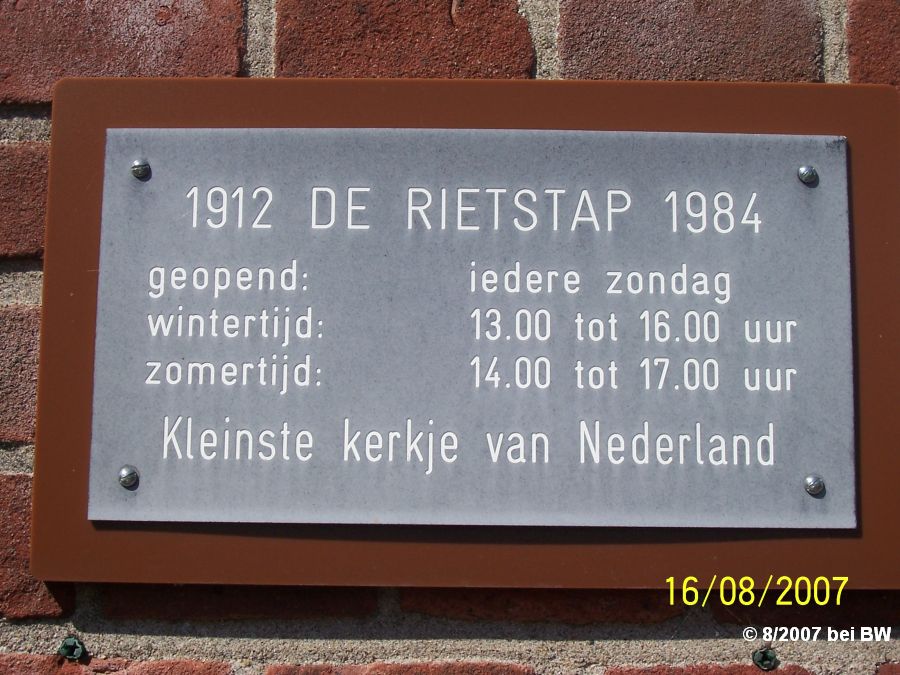 1912 DE RIETSTAP 1984
geopend: iedere zondag
wintertijd: 13.00 tot 16.00 uur
zomertijd: 14.00 tot 17.00 uur
Kleinste kerkje van Nederland
16/08/2007
© 8/2007 bei BW